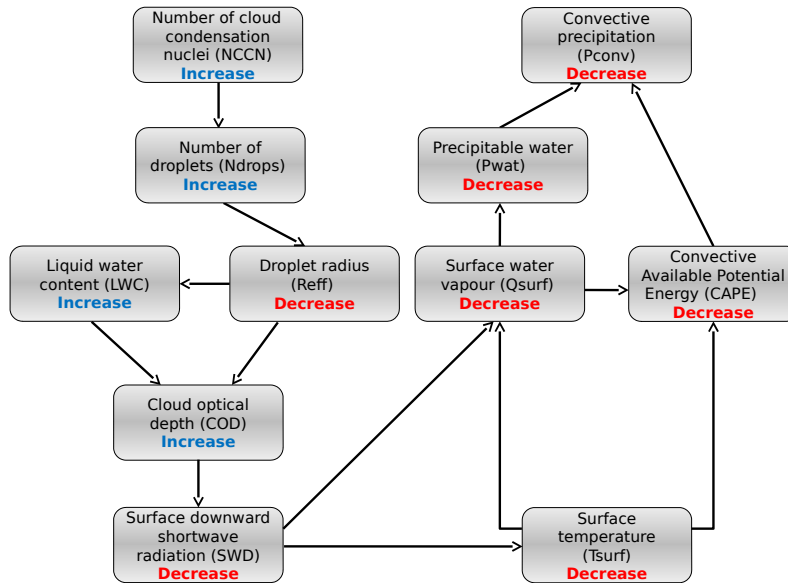 Number of cloud
condensation
nuclei (NCCN)
Increase
Convective
precipitation
(Pconv)
Decrease
Number of
droplets (Ndrops)
Increase
Precipitable water
(Pwat)
Decrease
Liquid water
content (LWC)
Increase
Droplet radius
(Reff)
Decrease
Surface water
vapour (Qsurf)
Decrease
Convective
Available Potential
Energy (CAPE)
Decrease
Cloud optical
depth (COD)
Increase
Surface downward
shortwave
radiation (SWD)
Decrease
Surface
temperature
(Tsurf)
Decrease